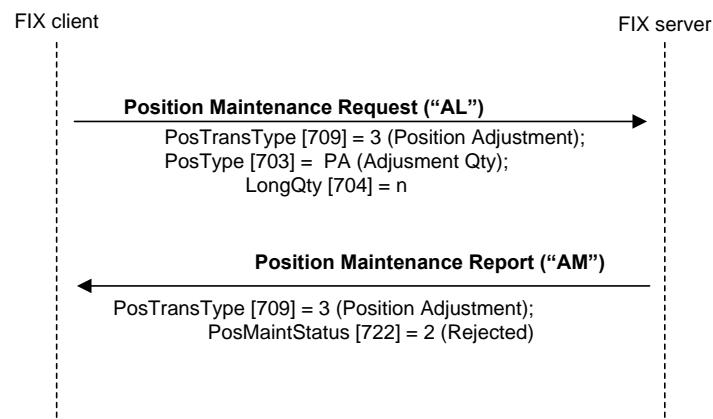 FIX client
FIX server
Position Maintenance Request (“AL”)
PosTransType [709] = 3 (Position Adjustment);
PosType [703] = PA (Adjusment Qty);
LongQty [704] = n
Position Maintenance Report (“AM”)
PosTransType [709] = 3 (Position Adjustment);
PosMaintStatus [722] = 2 (Rejected)